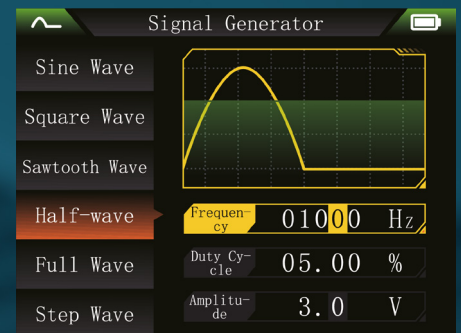 Signal Generator
Sine Wave
Square Wave
Sawtooth Wave
Half-wave
Full Wave
Step Wave
Frequen-
cy
01000 Hz
Duty Cy-
cle
05.00 %
Amplitu-
de
3.0 V